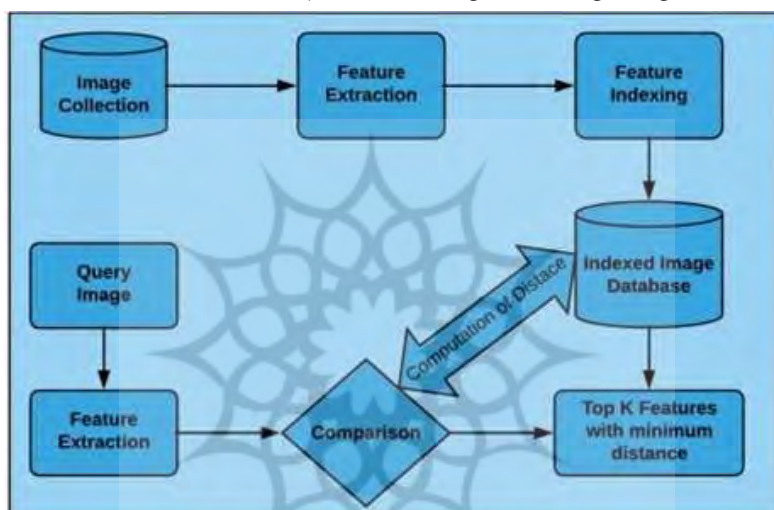 Image
Collection
Feature
Extraction
Feature
Indexing
Query
Image
Computation of Distace
Indexed Image
Database
Feature
Extraction
Comparison
Top K Features
with minimum
distance